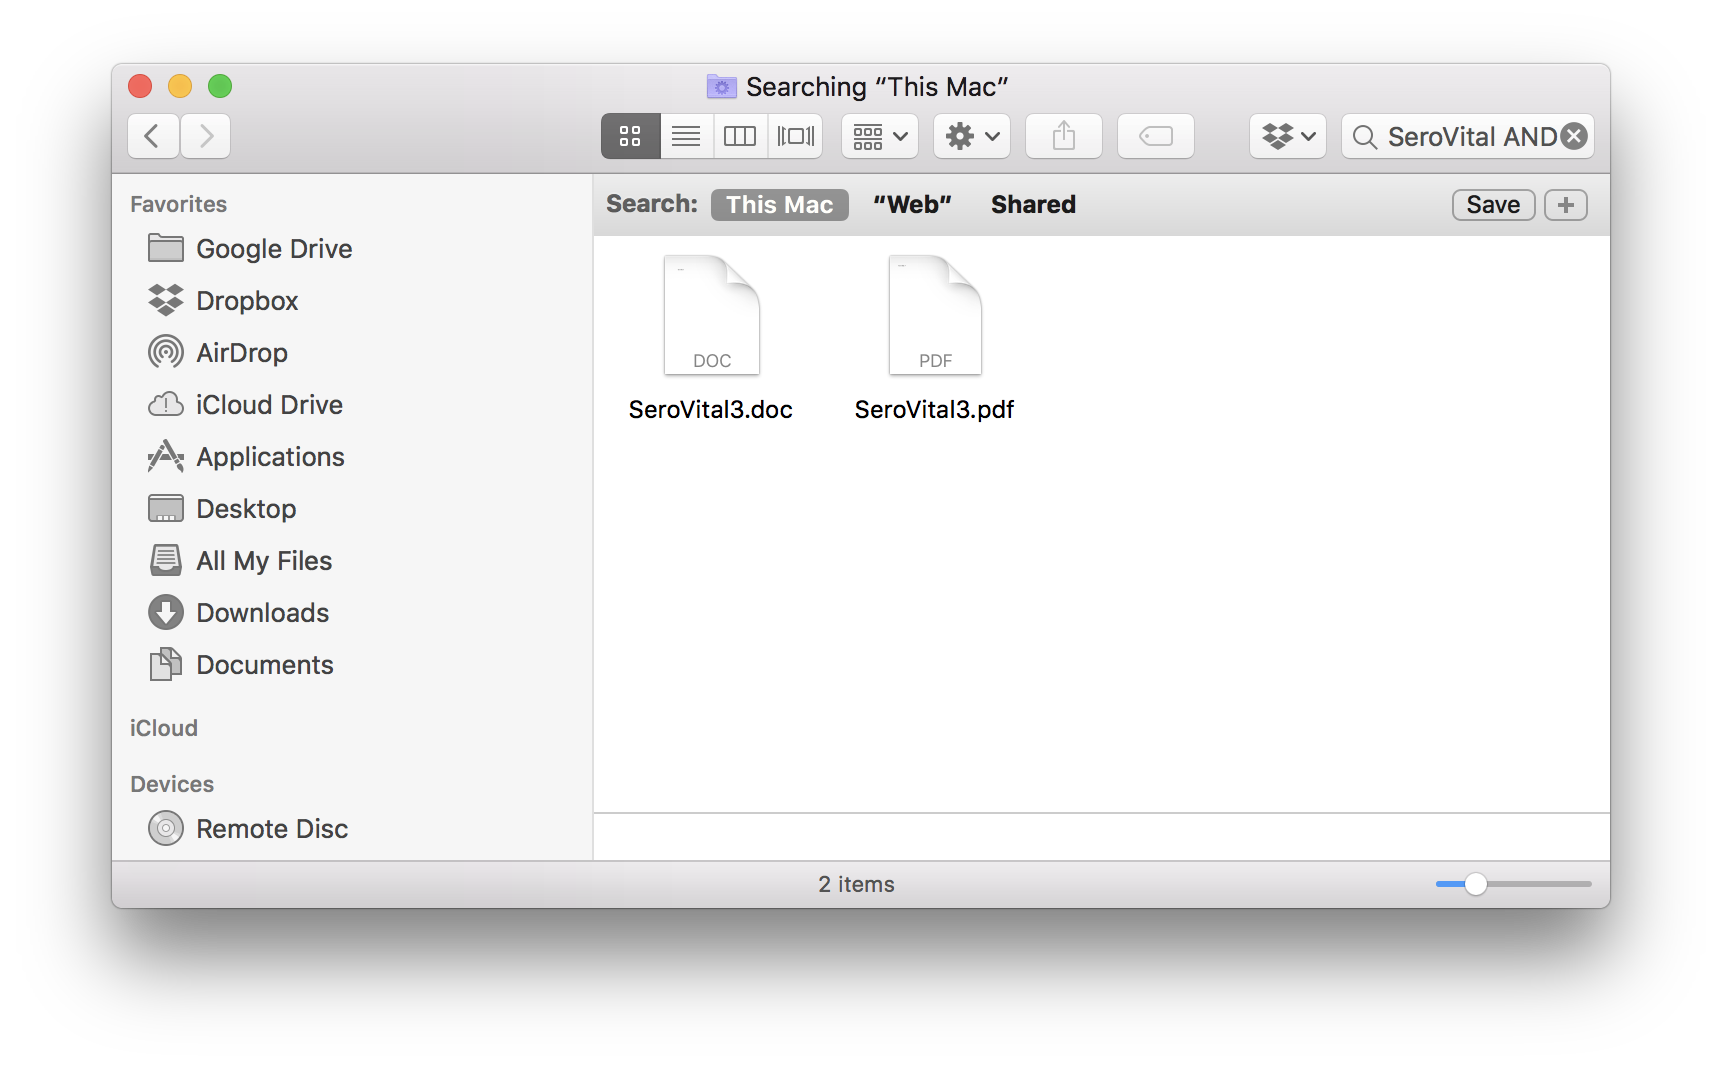 Searching “This Mac”
SeroVital AND
Favorites
Google Drive
Dropbox
AirDrop
iCloud Drive
Applications
Desktop
All My Files
Downloads
Documents
iCloud
Devices
Remote Disc
Search: This Mac “Web” Shared Save +
DOC PDF
SeroVital3.doc SeroVital3.pdf
2 items